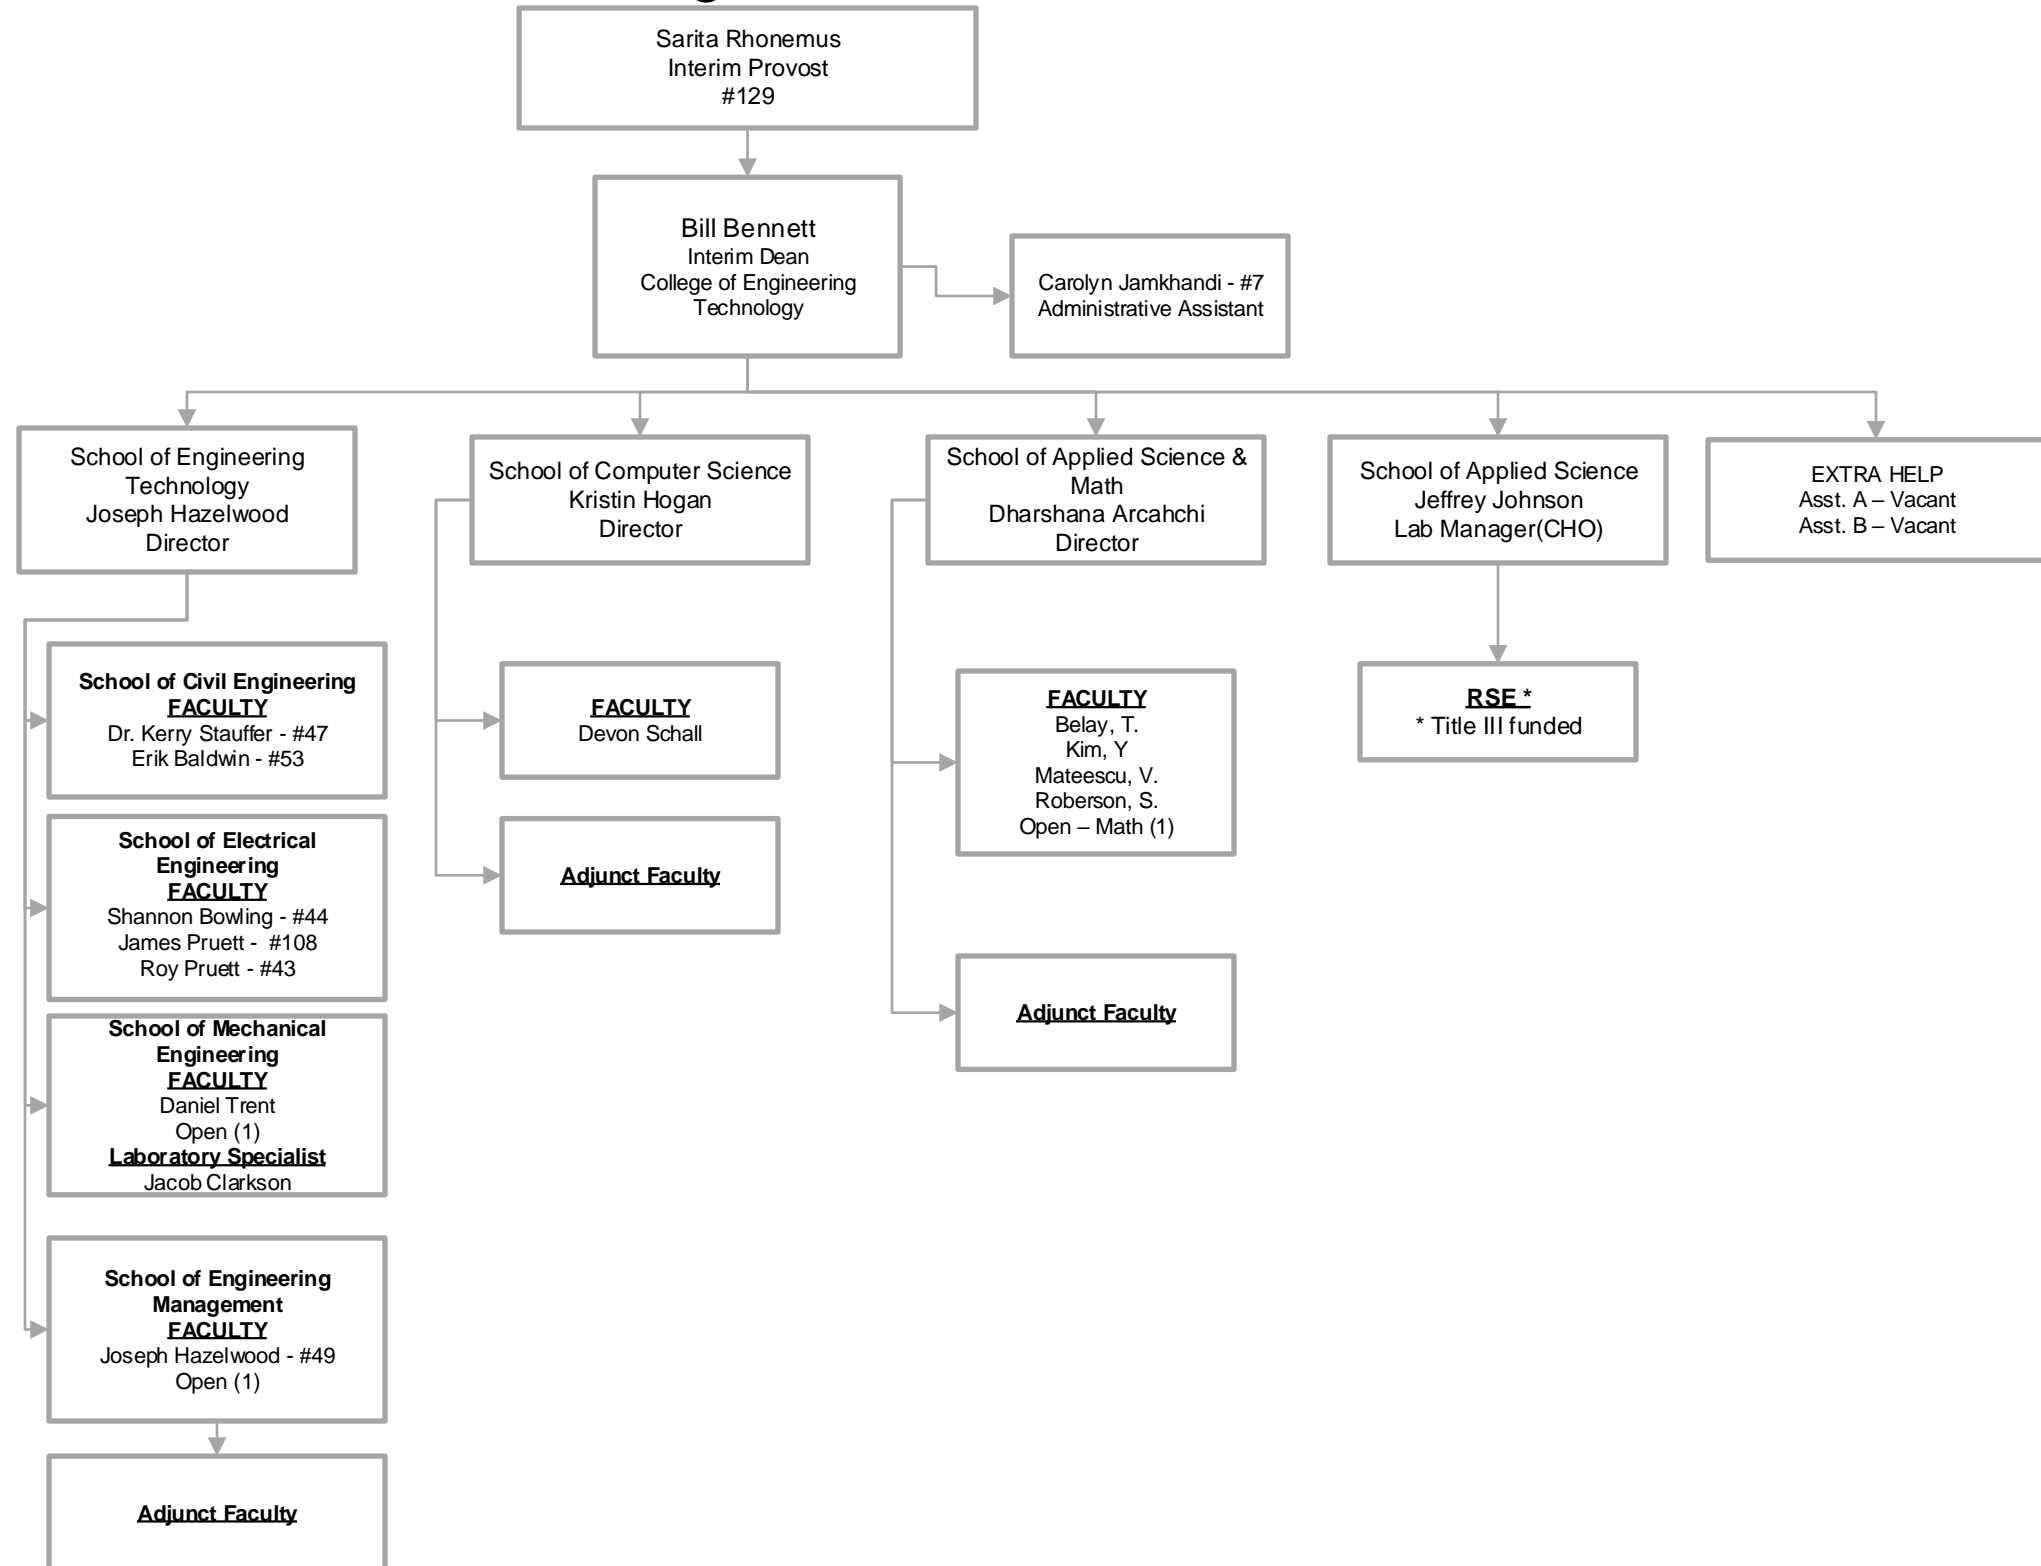 Sarita Rhonemus
Interim Provost
#129
Bill Bennett
Interim Dean
College of Engineering
Technology
Carolyn Jamkhandi - #7
Administrative Assistant
School of Engineering
Technology
Joseph Hazelwood
Director
School of Computer Science
Kristin Hogan
Director
School of Applied Science &
Math
Dharshana Arcahchi
Director
School of Applied Science
Jeffrey Johnson
Lab Manager(CHO)
EXTRA HELP
Asst. A – Vacant
Asst. B – Vacant
School of Civil Engineering
FACULTY
Dr. Kerry Stauffer - #47
Erik Baldwin - #53
School of Electrical
Engineering
FACULTY
Shannon Bowling - #44
James Pruett -  #108
Roy Pruett - #43
School of Mechanical
Engineering
FACULTY
Daniel Trent
Open (1)
Laboratory Specialist
Jacob Clarkson
School of Engineering
Management
FACULTY
Joseph Hazelwood - #49
Open (1)
Adjunct Faculty
FACULTY
Devon Schall
Adjunct Faculty
FACULTY
Belay, T.
Kim, Y
Mateescu, V.
Roberson, S.
Open – Math (1)
Adjunct Faculty
RSE *
* Title III funded